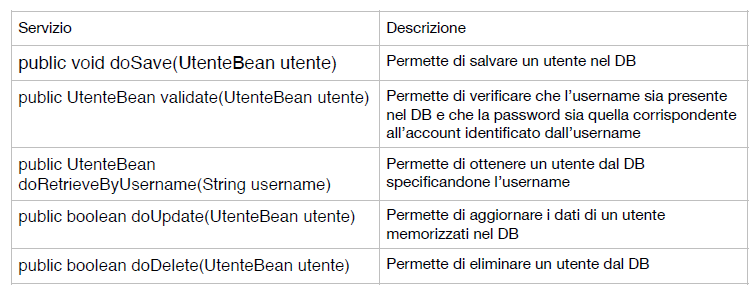 Servizio
Descrizione
public void doSave(UtenteBean utente)
Permette di salvare un utente nel DB
public UtenteBean validate(UtenteBean utente)
Permette di verificare che l’username sia presente
nel DB e che la password sia quella corrispondente
all’account identificato dall’username
public UtenteBean
doRetrieveByUsername(String username)
Permette di ottenere un utente dal DB
specificandone l’username
public boolean doUpdate(UtenteBean utente)
Permette di aggiornare i dati di un utente
memorizzati nel DB
public boolean doDelete(UtenteBean utente)
Permette di eliminare un utente dal DB